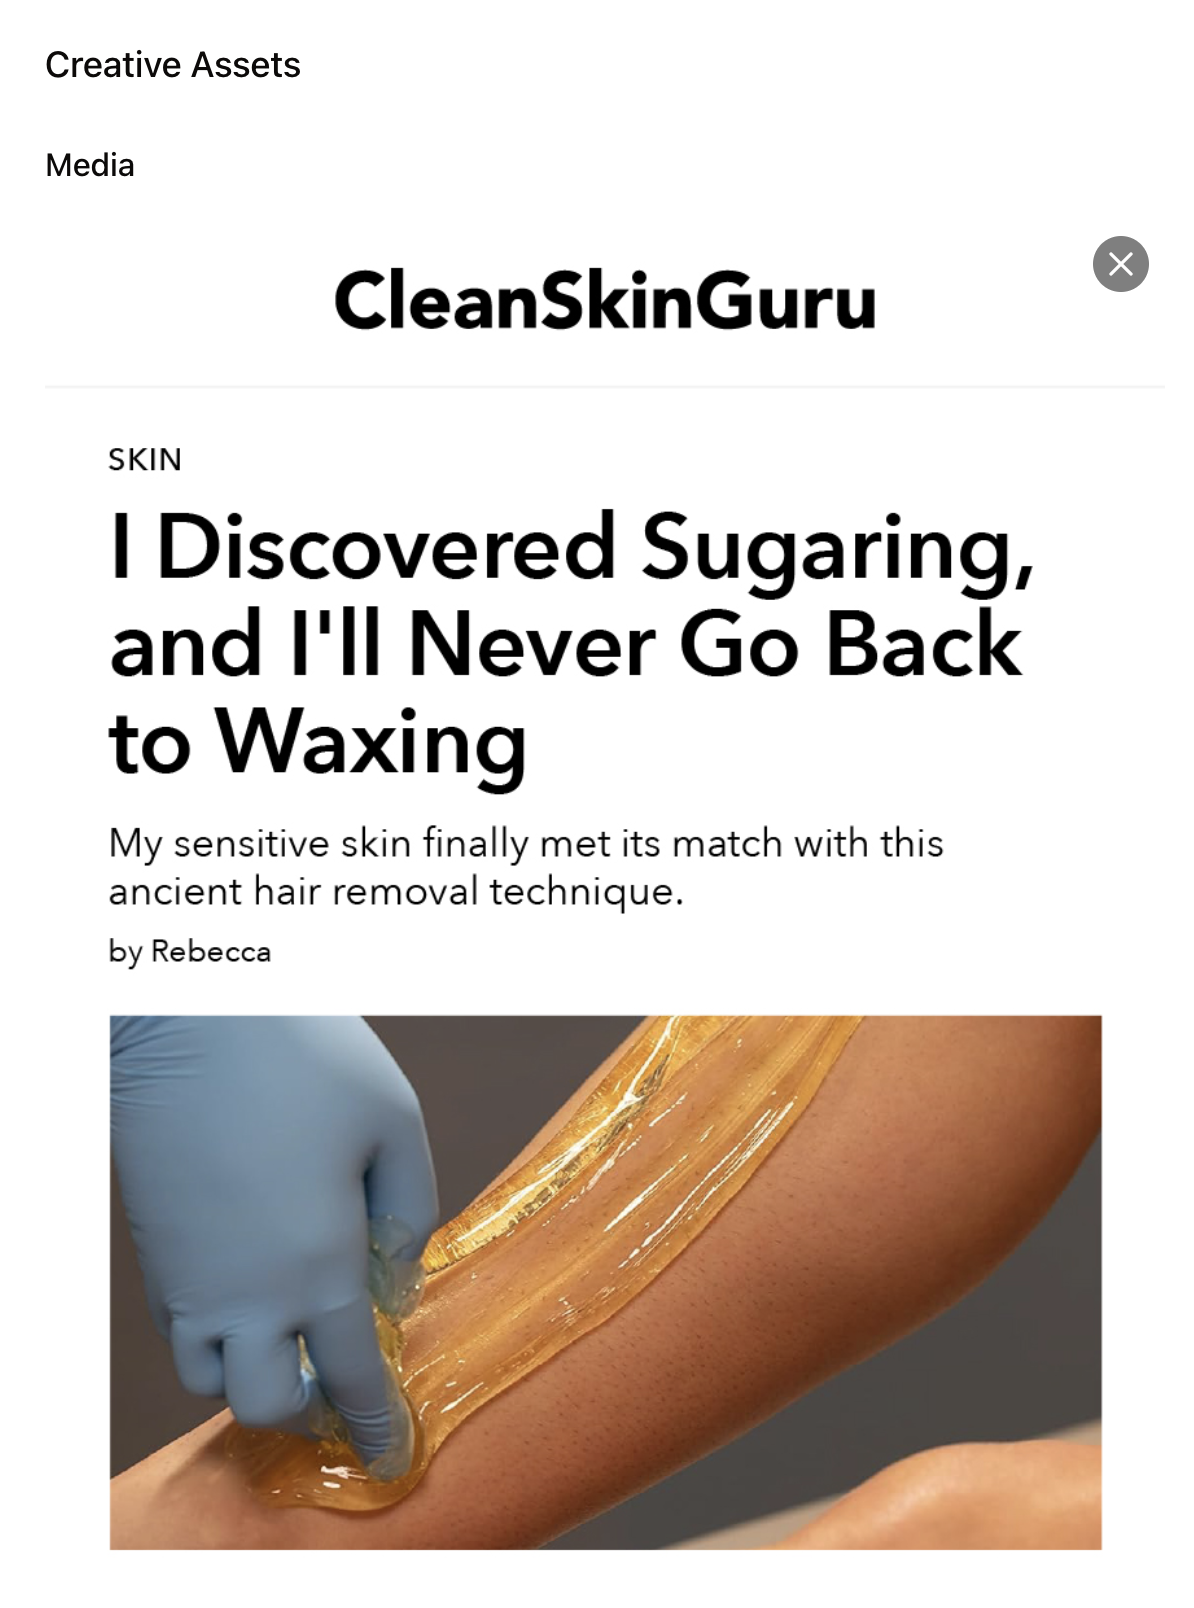 Creative Assets
Media
CleanSkinGuru
SKIN
I Discovered Sugaring,
and I'll Never Go Back
to Waxing
My sensitive skin finally met its match with this
ancient hair removal technique.
by Rebecca